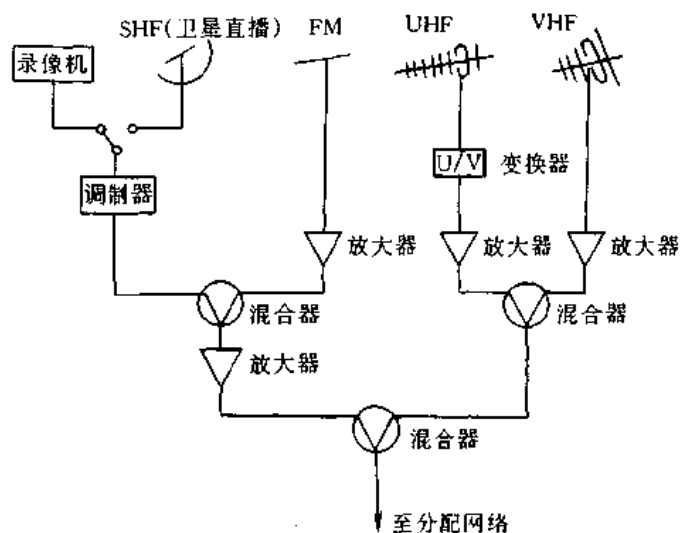 SHF(卫星直播) FM UHF VHF
录像机
U/V 变换器
调制器
放大器 放大器 放大器
混合器 混合器
放大器
混合器
至分配网络